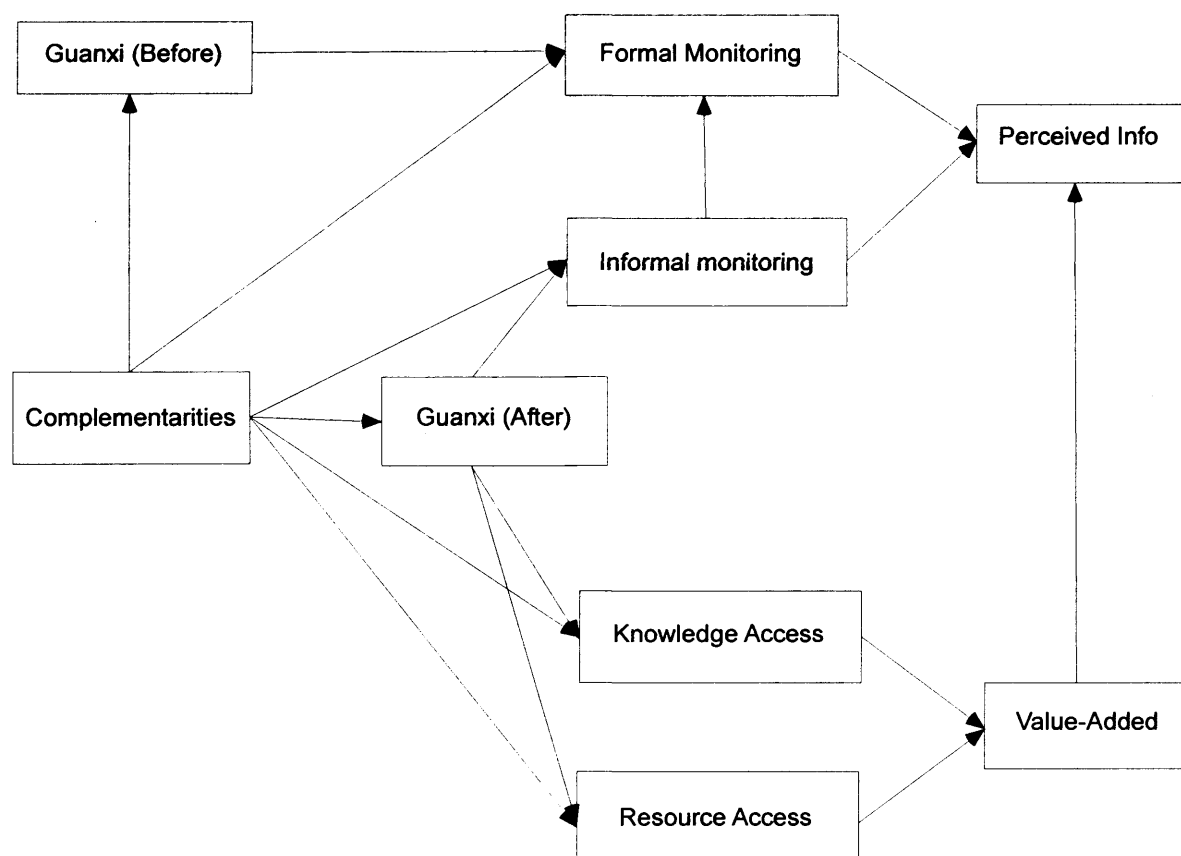 Guanxi (Before)
Formal Monitoring
Perceived Info
Informal monitoring
Complementarities
Guanxi (After)
Knowledge Access
Value-Added
Resource Access